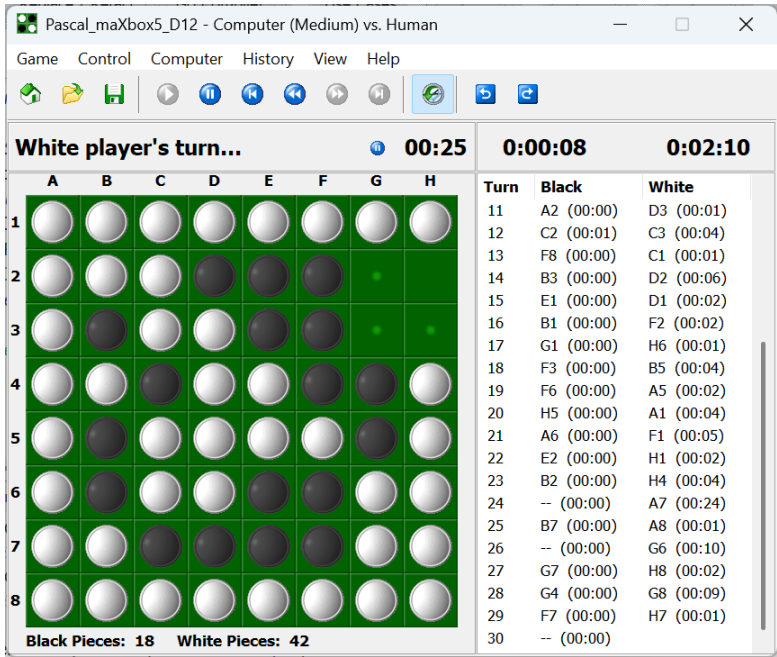 Pascal_maXbox5_D12 - Computer (Medium) vs. Human
Game Control Computer History View Help
White player's turn... 00:25 0:00:08 0:02:10
A B C D E F G H
Turn Black White
1
2
3
4
5
6
7
8
11 A2 (00:00) D3 (00:01)
12 C2 (00:01) C3 (00:04)
13 F8 (00:00) C1 (00:01)
14 B3 (00:00) D2 (00:06)
15 E1 (00:00) D1 (00:02)
16 B1 (00:00) F2 (00:02)
17 G1 (00:00) H6 (00:01)
18 F3 (00:00) B5 (00:04)
19 F6 (00:00) A5 (00:02)
20 H5 (00:00) A1 (00:04)
21 A6 (00:00) F1 (00:05)
22 E2 (00:00) H1 (00:02)
23 B2 (00:00) H4 (00:04)
24 -- (00:00) A7 (00:24)
25 B7 (00:00) A8 (00:01)
26 -- (00:00) G6 (00:10)
27 G7 (00:00) H8 (00:02)
28 G4 (00:00) G8 (00:09)
29 F7 (00:00) H7 (00:01)
30 -- (00:00)
Black Pieces: 18 White Pieces: 42